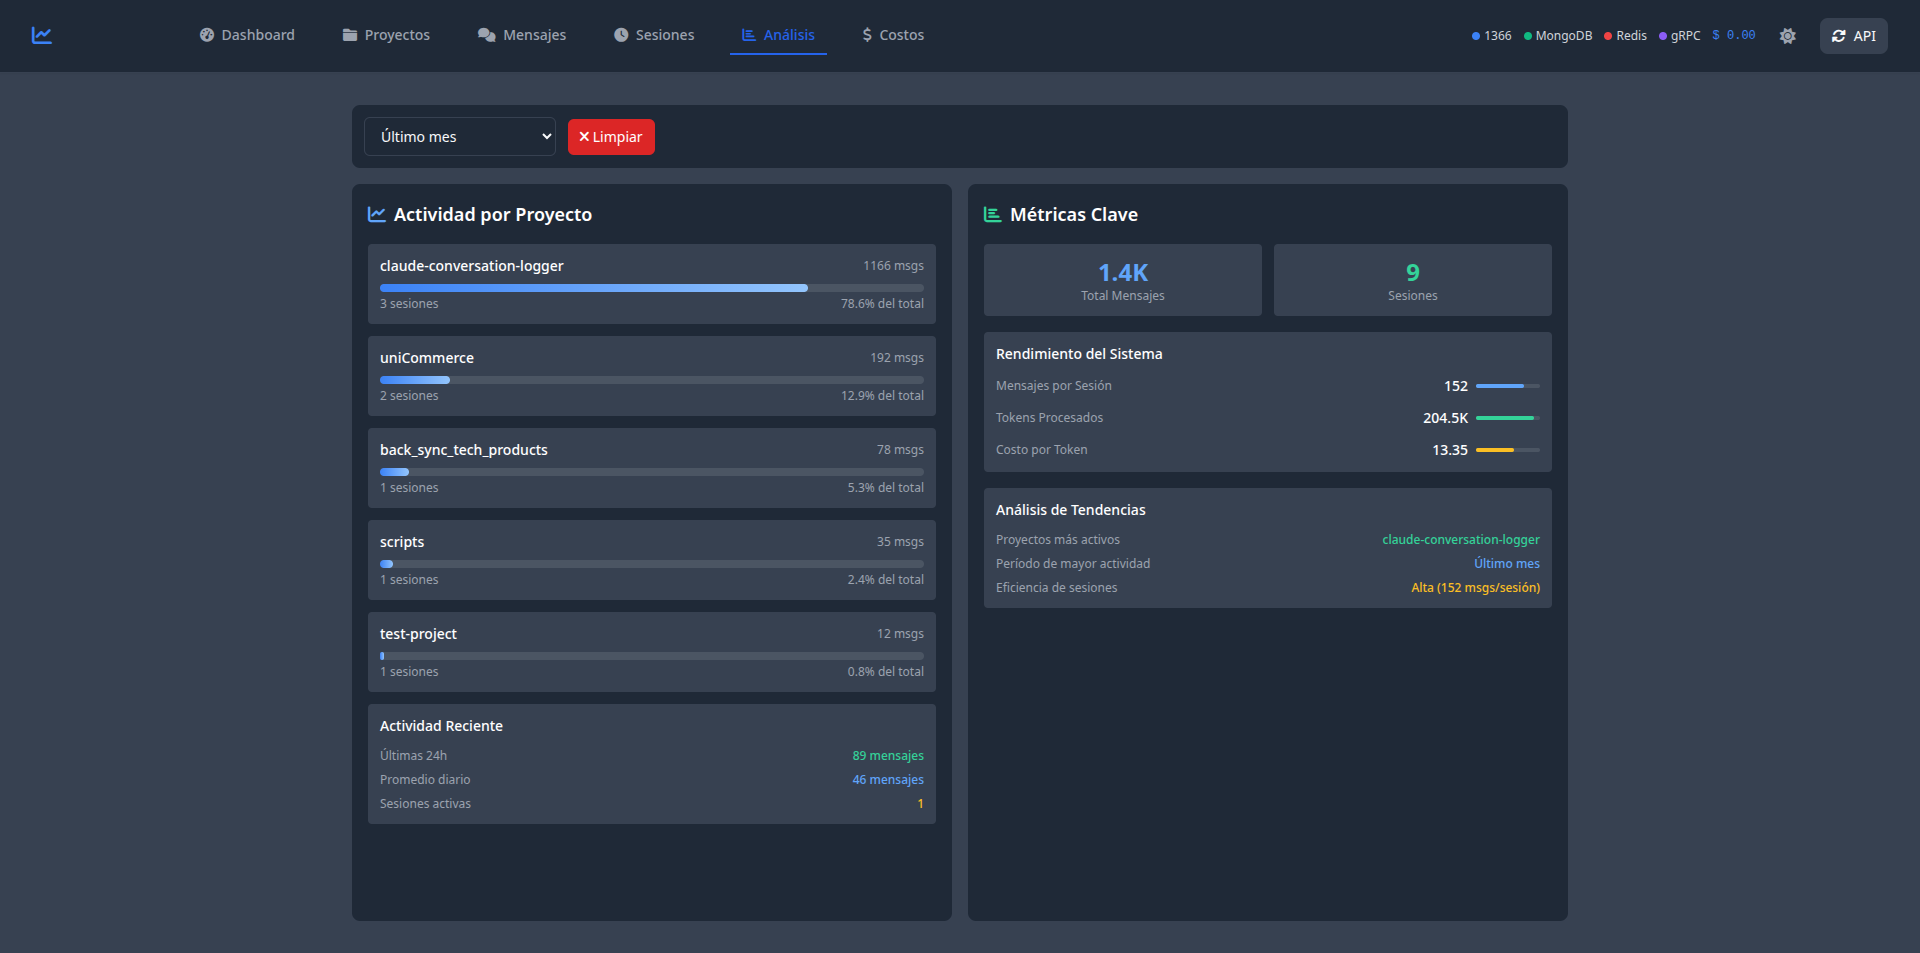 Dashboard Proyectos Mensajes Sesiones Análisis $ Costos 1366 MongoDB Redis gRPC $ 0.00 API
Último mes Limpiar
Actividad por Proyecto
claude-conversation-logger 1166 msgs
3 sesiones 78.6% del total
uniCommerce 192 msgs
2 sesiones 12.9% del total
back_sync_tech_products 78 msgs
1 sesiones 5.3% del total
scripts 35 msgs
1 sesiones 2.4% del total
test-project 12 msgs
1 sesiones 0.8% del total
Actividad Reciente
Últimas 24h 89 mensajes
Promedio diario 46 mensajes
Sesiones activas 1
Métricas Clave
1.4K
Total Mensajes
9
Sesiones
Rendimiento del Sistema
Mensajes por Sesión 152
Tokens Procesados 204.5K
Costo por Token 13.35
Análisis de Tendencias
Proyectos más activos claude-conversation-logger
Período de mayor actividad Último mes
Eficiencia de sesiones Alta (152 msgs/sesión)